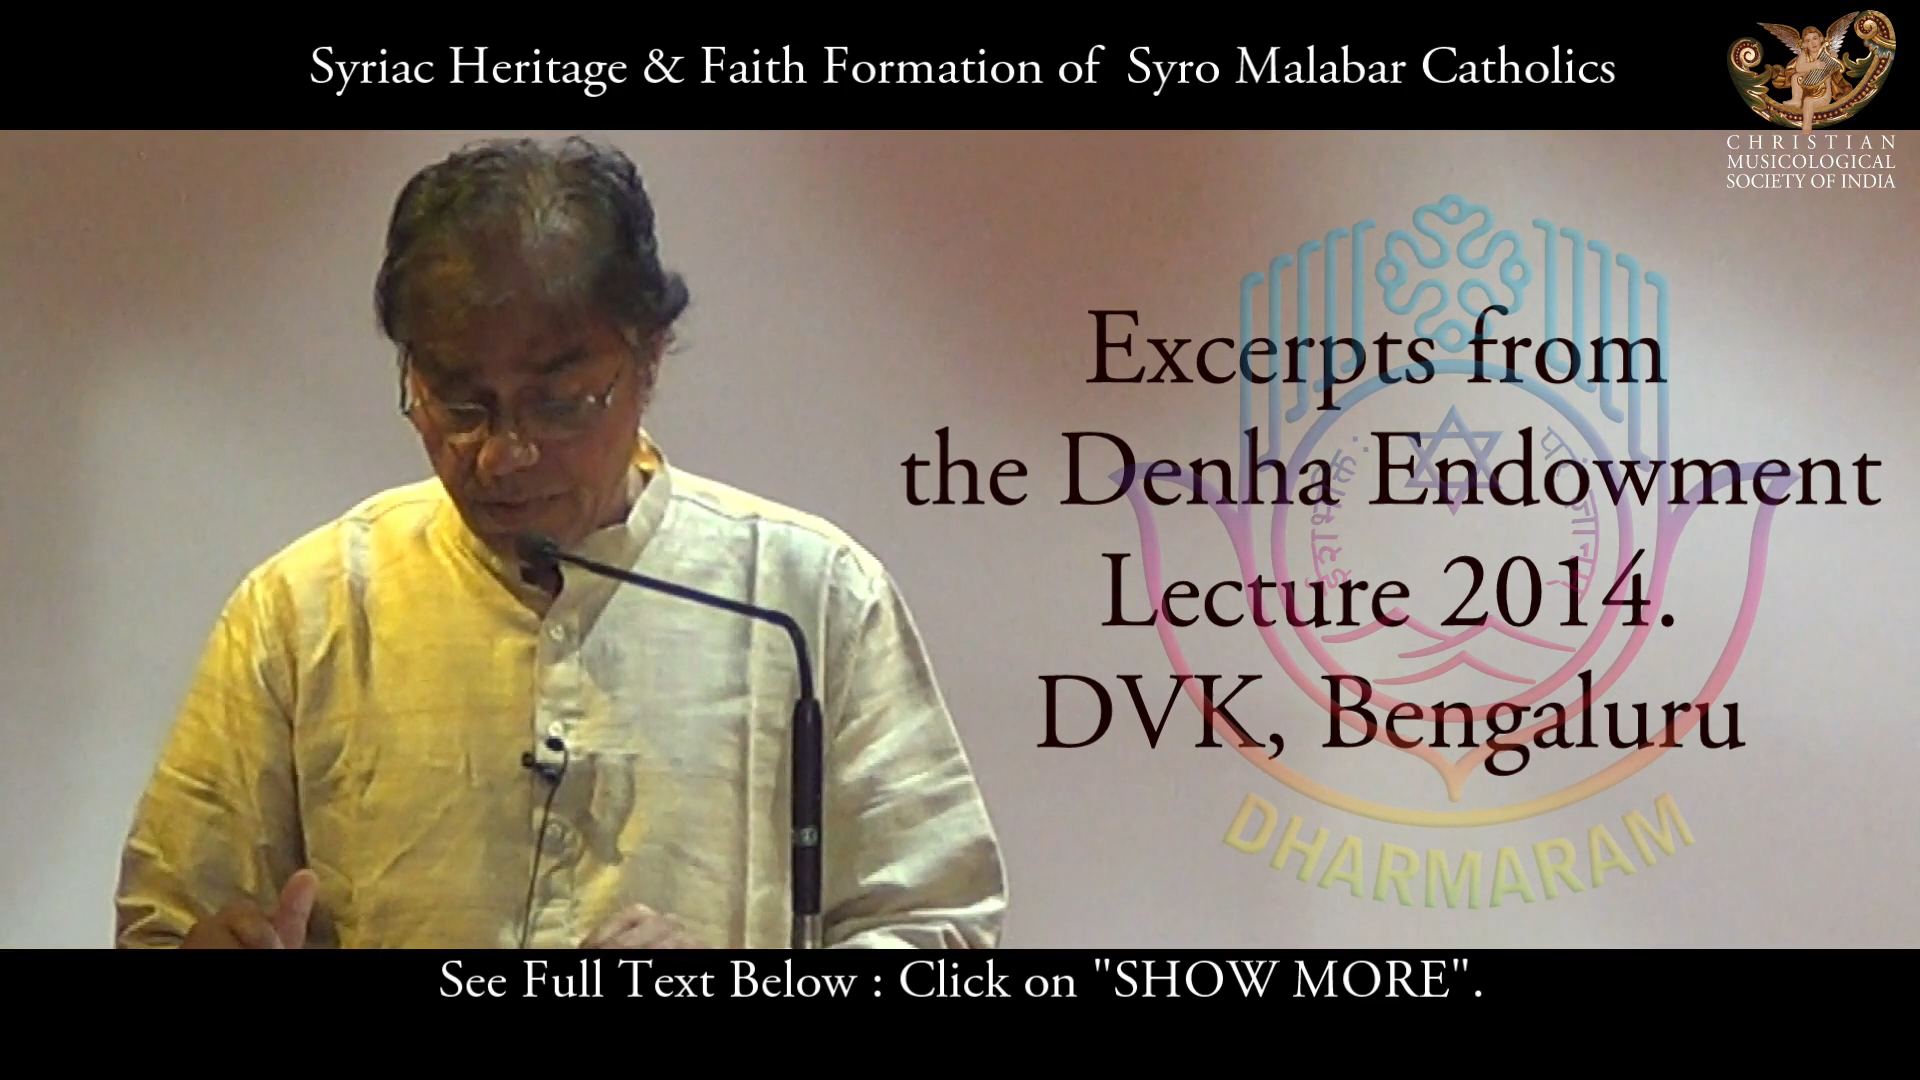 Syriac Heritage & Faith Formation of Syro Malabar Catholics
CHRISTIAN
MUSICOLOGICAL
SOCIETY OF INDIA
Excerpts from
the Denha Endowment
Lecture 2014.
DVK, Bengaluru
ईशभक्तिः
DHARMARAM
See Full Text Below : Click on "SHOW MORE".